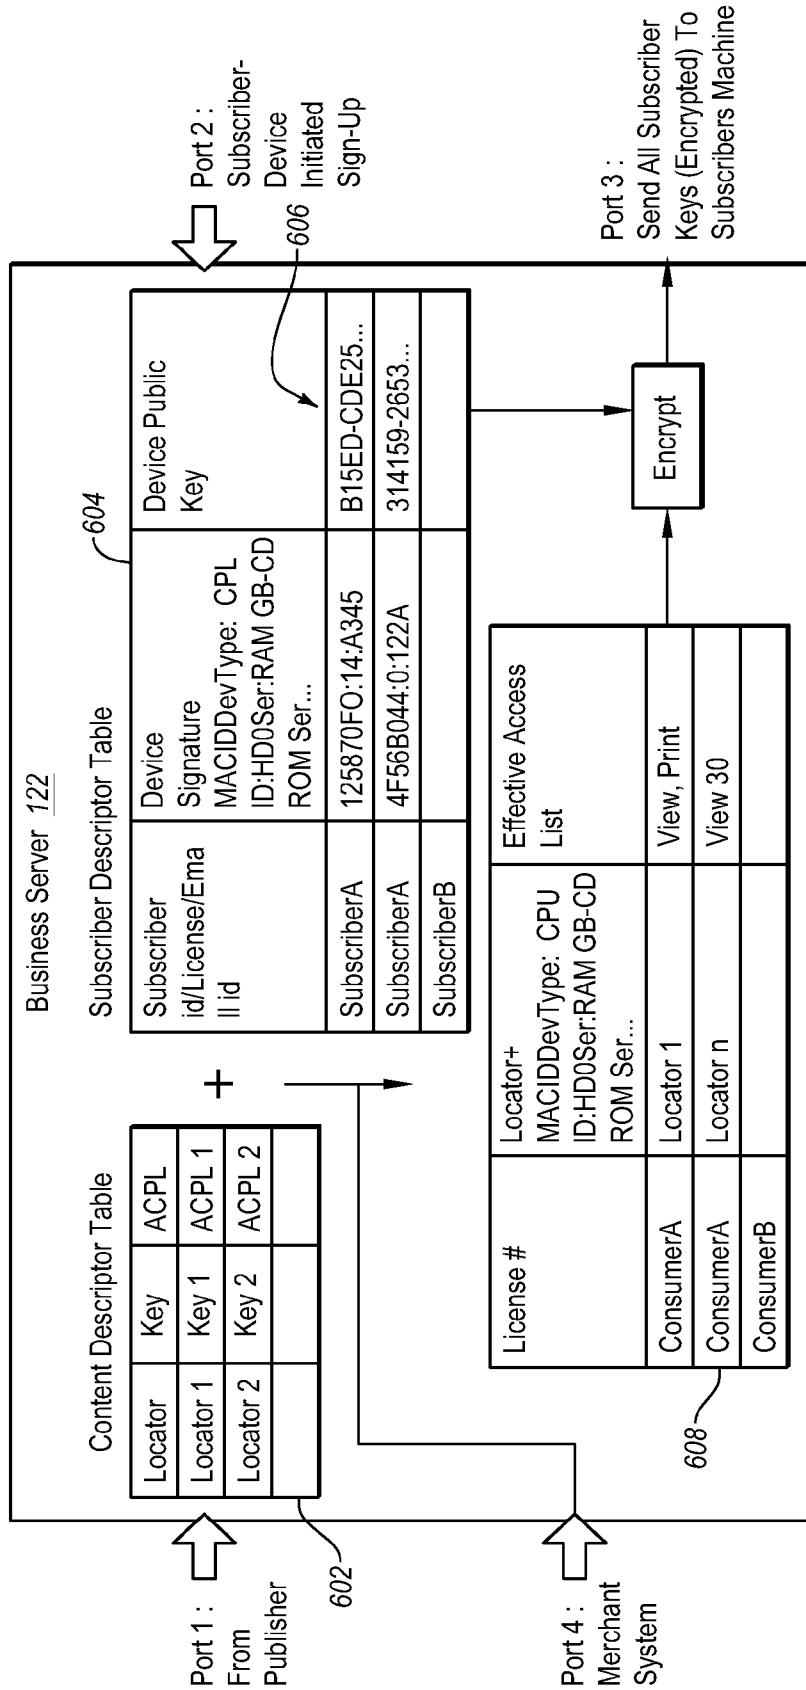 Business Server 122
Port 1 :
From
Publisher
602
Content Descriptor Table
Locator Key ACPL
Locator 1 Key 1 ACPL 1
Locator 2 Key 2 ACPL 2
+
Subscriber Descriptor Table
604
Subscriber
id/License/Ema
ll id
Device
Signature
MACIDDevType: CPL
ID:HD0Ser:RAM GB-CD
ROM Ser...
Device Public
Key
SubscriberA 125870FO:14:A345 B15ED-CDE25...
SubscriberA 4F56B044:0:122A 314159-2653...
SubscriberB
606
Port 2 :
Subscriber-
Device
Initiated
Sign-Up
Port 4 :
Merchant
System
608
License #
Locator+
MACIDDevType: CPU
ID:HD0Ser:RAM GB-CD
ROM Ser...
Effective Access
List
ConsumerA Locator 1 View, Print
ConsumerA Locator n View 30
ConsumerB
Encrypt
Port 3 :
Send All Subscriber
Keys (Encrypted) To
Subscribers Machine